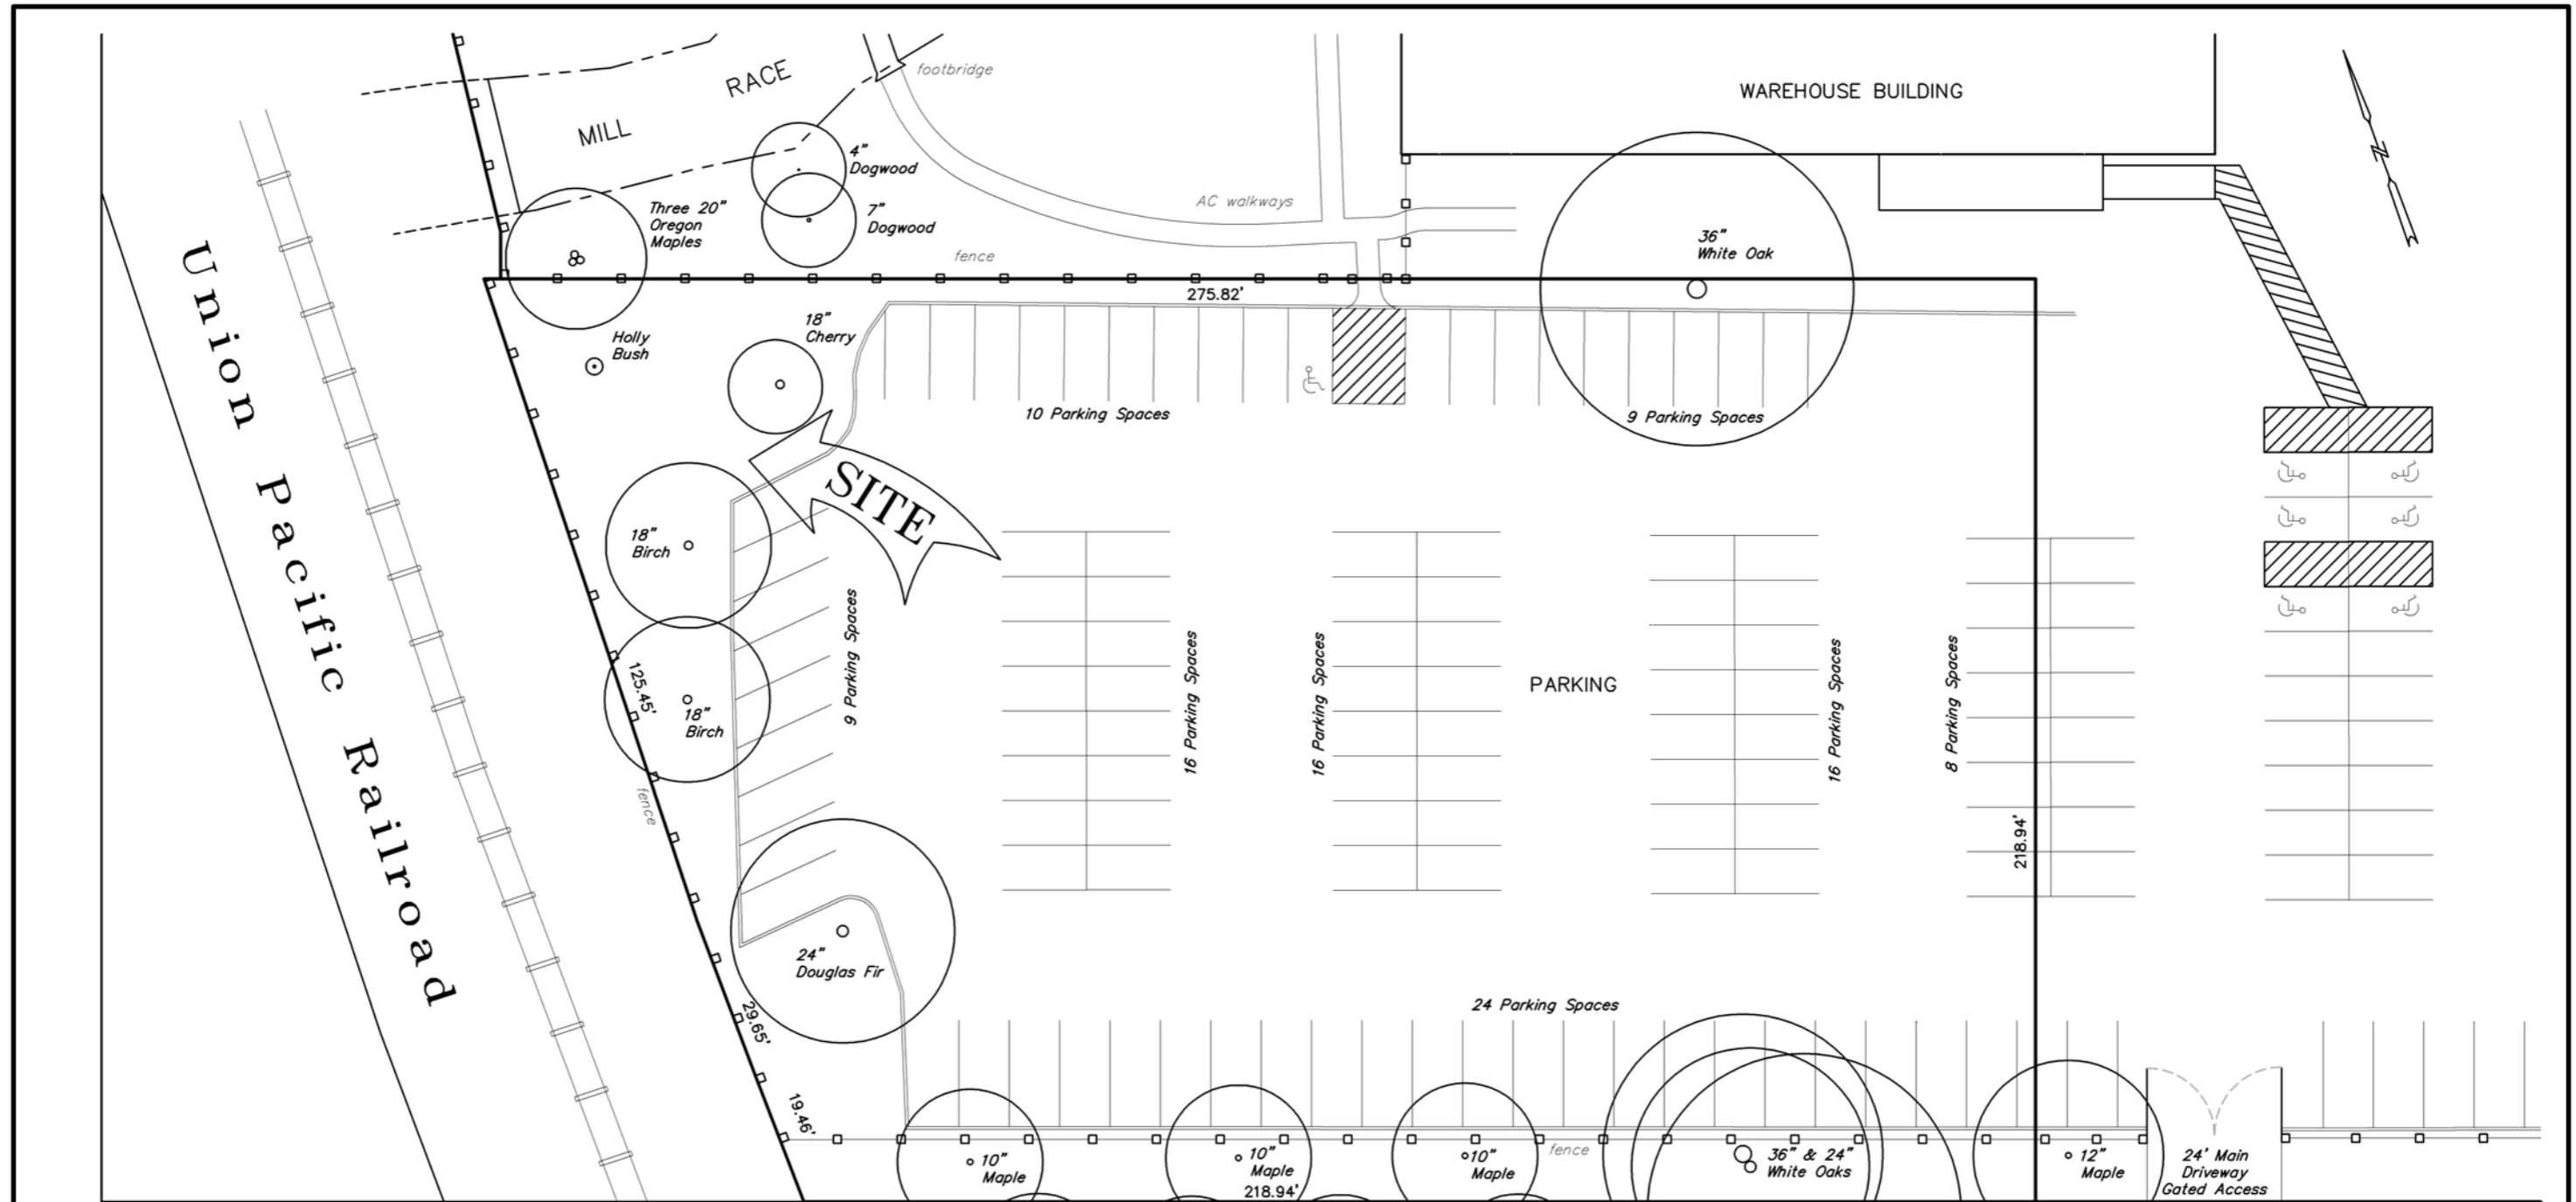 footbridge
RACE
WAREHOUSE BUILDING
MILL
4"
Dogwood
N
Three 20"
Oregon
Maples
7"
Dogwood
AC walkways
fence
36"
White Oak
275.82'
18"
Cherry
Holly
Bush
10 Parking Spaces
9 Parking Spaces
SITE
Union Pacific Railroad
18"
Birch
9 Parking Spaces
16 Parking Spaces
16 Parking Spaces
PARKING
16 Parking Spaces
8 Parking Spaces
125.45'
18"
Birch
fence
218.94'
24"
Douglas Fir
29.65'
24 Parking Spaces
19.46'
10"
Maple
10"
Maple
218.94'
10"
Maple
fence
36" & 24"
White Oaks
12"
Maple
24' Main
Driveway
Gated Access